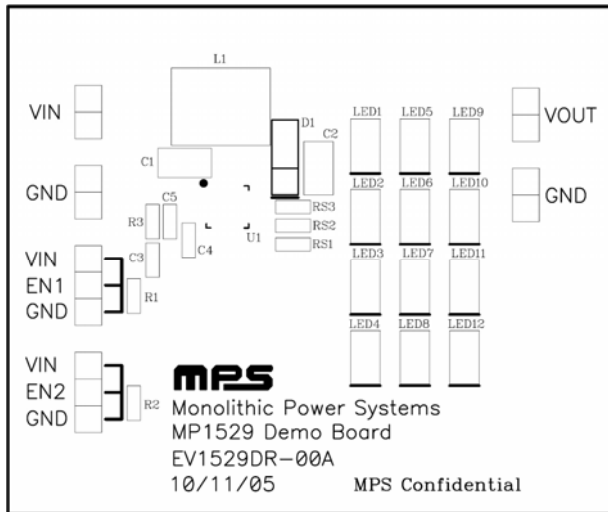 L1
VIN
LED1 LED5 LED9
VOUT
D1
C2
C1
GND
LED2 LED6 LED10
GND
C5
R3
RS3
RS2
U1
RS1
C4
C3
VIN
LED3 LED7 LED11
EN1
R1
GND
LED4 LED8 LED12
VIN
EN2
R2
GND
mps
Monolithic Power Systems
MP1529 Demo Board
EV1529DR-00A
10/11/05 MPS Confidential